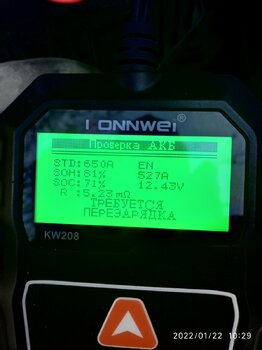 KONNWEI®
Проверка АКБ
STD:650A EN
SOH:81% 527A
SOC:71% 12.43V
R :5.23mΩ
ТРЕБУЕТСЯ
ПЕРЕЗАРЯДКА
KW208
2022/01/22 10:29